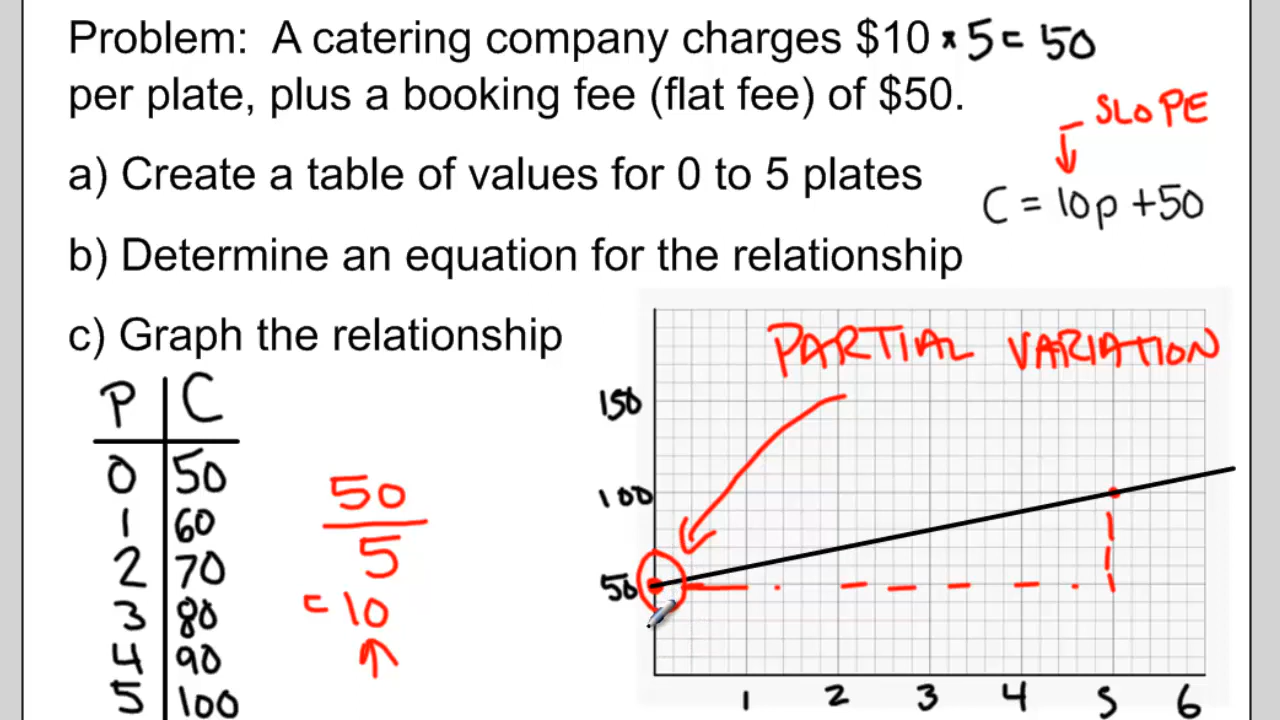 Problem: A catering company charges $10 × 5 = 50
per plate, plus a booking fee (flat fee) of $50.
SLOPE
a) Create a table of values for 0 to 5 plates
C = 10p +50
b) Determine an equation for the relationship
c) Graph the relationship
P C
0 50
1 60
2 70
3 80
4 90
5 100
50
5
= 10
PARTIAL VARIATION
150
100
50
1 2 3 4 5 6